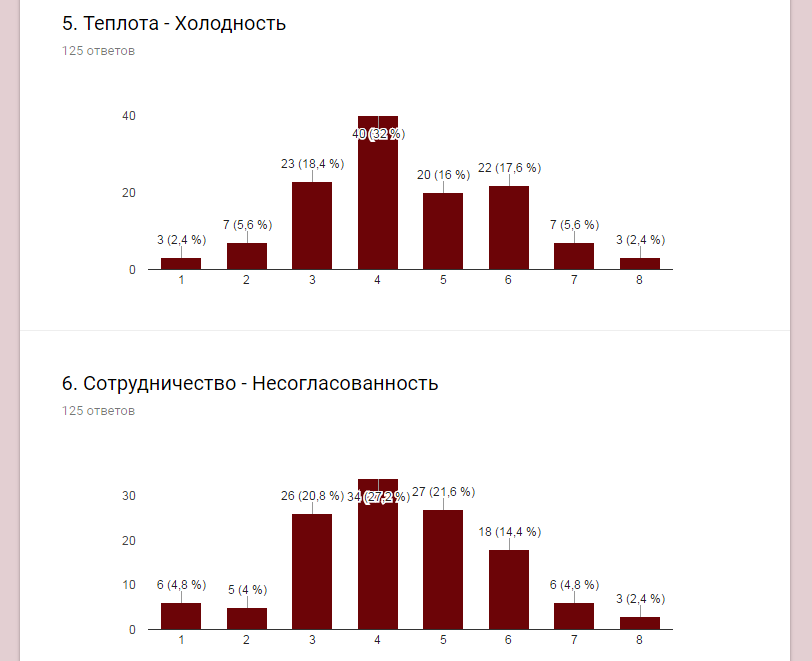 5. Теплота - Холодность
125 ответов
40
40 (32 %)
23 (18,4 %)
22 (17,6 %)
20 (16 %)
20
7 (5,6 %)
7 (5,6 %)
3 (2,4 %)
3 (2,4 %)
0
1 2 3 4 5 6 7 8
6. Сотрудничество - Несогласованность
125 ответов
30
26 (20,8 %) 34 (27,2 %) 27 (21,6 %)
18 (14,4 %)
20
10
6 (4,8 %)
5 (4 %)
6 (4,8 %)
3 (2,4 %)
0
1 2 3 4 5 6 7 8